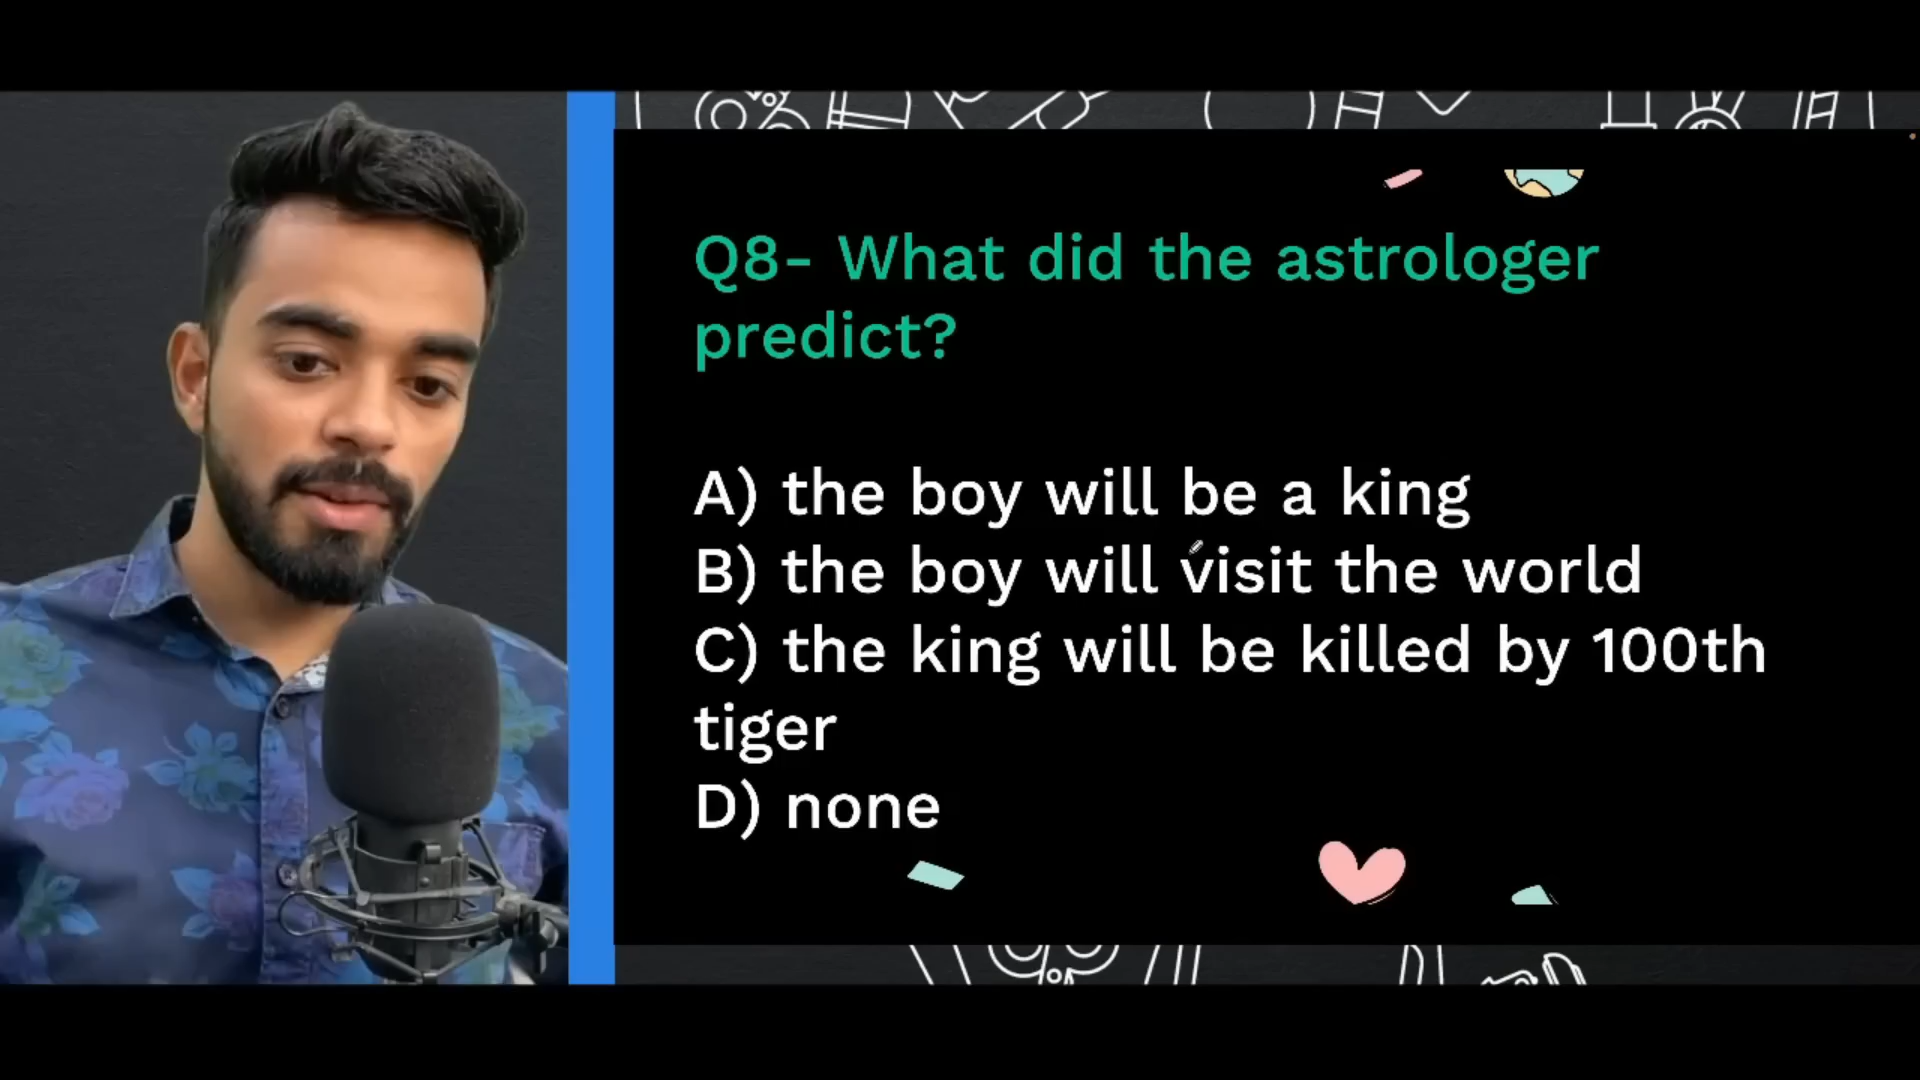 Q8- What did the astrologer
predict?
A) the boy will be a king
B) the boy will visit the world
C) the king will be killed by 100th
tiger
D) none